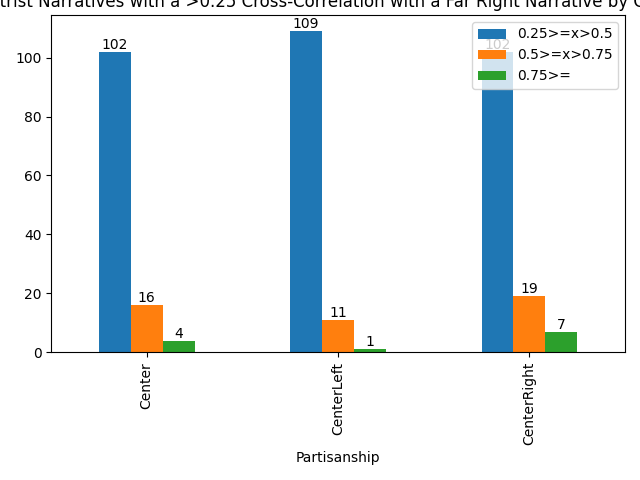 Narratives with a >0.25 Cross-Correlation with a Far Right Narrative by
0.25>=x>0.5
0.5>=x>0.75
0.75>=
102
16
4
109
11
1
102
19
7
100
80
60
40
20
0
Center
CenterLeft
CenterRight
Partisanship